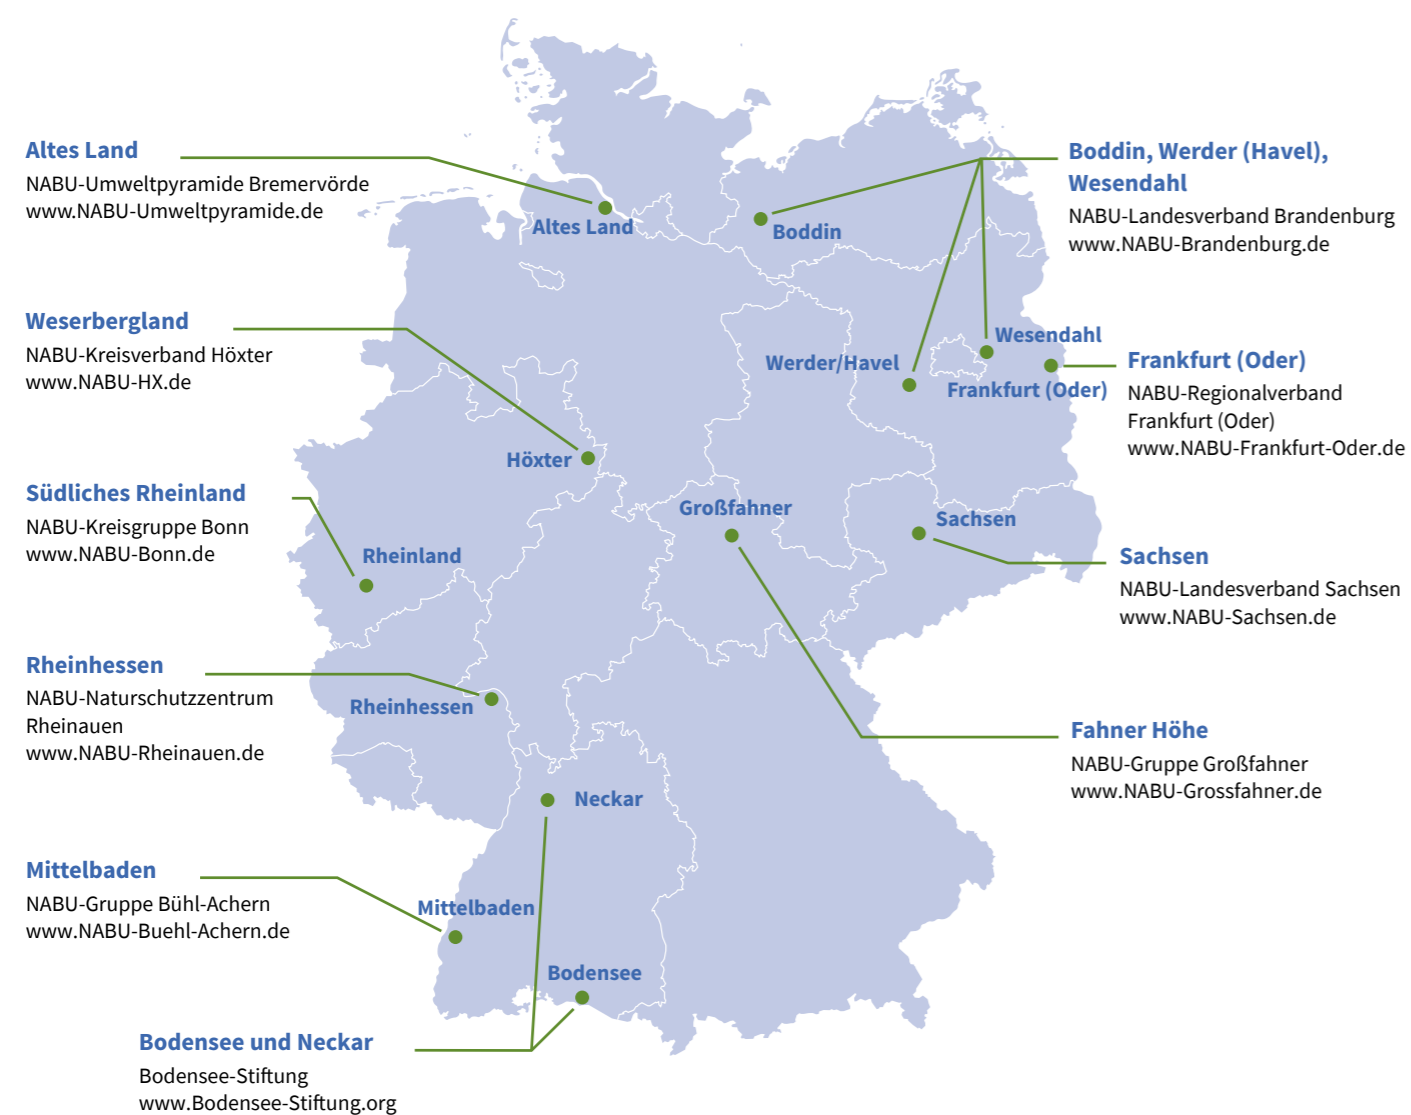 Altes Land
NABU-Umweltpyramide Bremervörde
www.NABU-Umweltpyramide.de
Weserbergland
NABU-Kreisverband Höxter
www.NABU-HX.de
Südliches Rheinland
NABU-Kreisgruppe Bonn
www.NABU-Bonn.de
Rheinhessen
NABU-Naturschutzzentrum
Rheinauen
www.NABU-Rheinauen.de
Mittelbaden
NABU-Gruppe Bühl-Achern
www.NABU-Buehl-Achern.de
Bodensee und Neckar
Bodensee-Stiftung
www.Bodensee-Stiftung.org
Altes Land
Boddin
Wesendahl
Werder/Havel
Frankfurt (Oder)
Höxter
Großfahner
Sachsen
Rheinland
Rheinhessen
Neckar
Mittelbaden
Bodensee
Boddin, Werder (Havel),
Wesendahl
NABU-Landesverband Brandenburg
www.NABU-Brandenburg.de
Frankfurt (Oder)
NABU-Regionalverband
Frankfurt (Oder)
www.NABU-Frankfurt-Oder.de
Sachsen
NABU-Landesverband Sachsen
www.NABU-Sachsen.de
Fahner Höhe
NABU-Gruppe Großfahner
www.NABU-Grossfahner.de